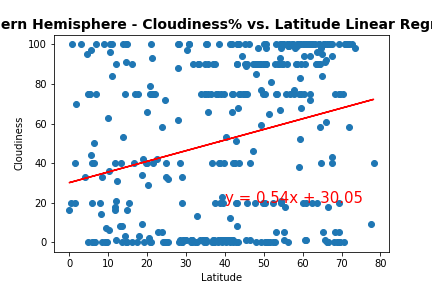 ern Hemisphere - Cloudiness% vs. Latitude Linear Regr
100
80
60
40
20
0
Cloudiness
y = 0.54x + 30.05
0 10 20 30 40 50 60 70 80
Latitude